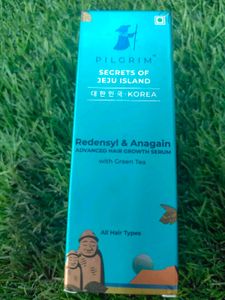 PILGRIM
SECRETS OF
JEJU ISLAND
대한민국·KOREA
Redensyl & Anagain
ADVANCED HAIR GROWTH SERUM
with Green Tea
All Hair Types